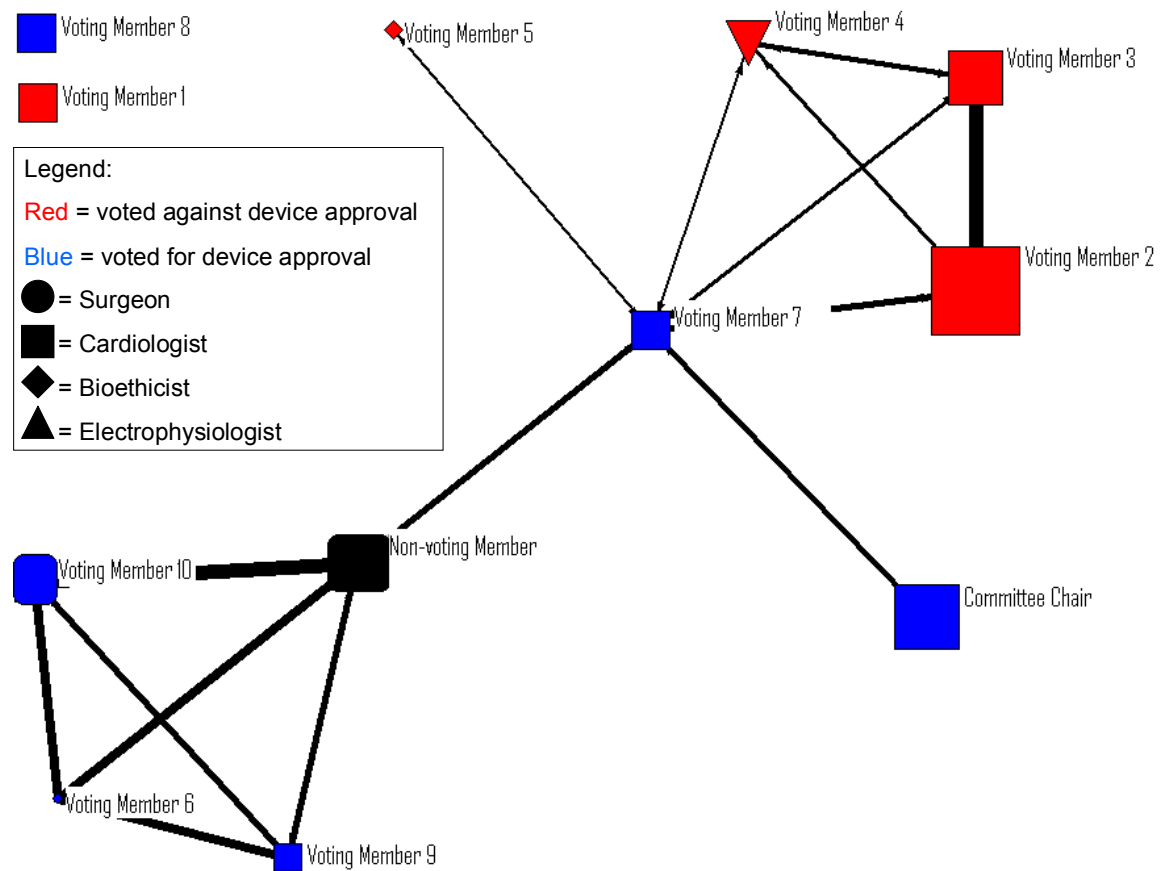 Voting Member 8
Voting Member 5
Voting Member 4
Voting Member 3
Voting Member 1
Legend:
Red = voted against device approval
Blue = voted for device approval
= Surgeon
= Cardiologist
= Bioethicist
= Electrophysiologist
Voting Member 2
Voting Member 7
Non-voting Member
Voting Member 10
Committee Chair
Voting Member 6
Voting Member 9